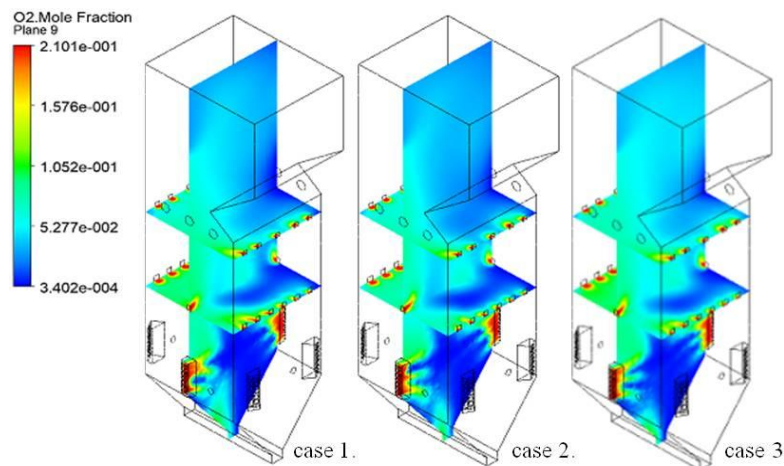 O2.Mole Fraction
Plane 9
2.101e-001
1.576e-001
1.052e-001
5.277e-002
3.402e-004
case 1.
case 2.
case 3